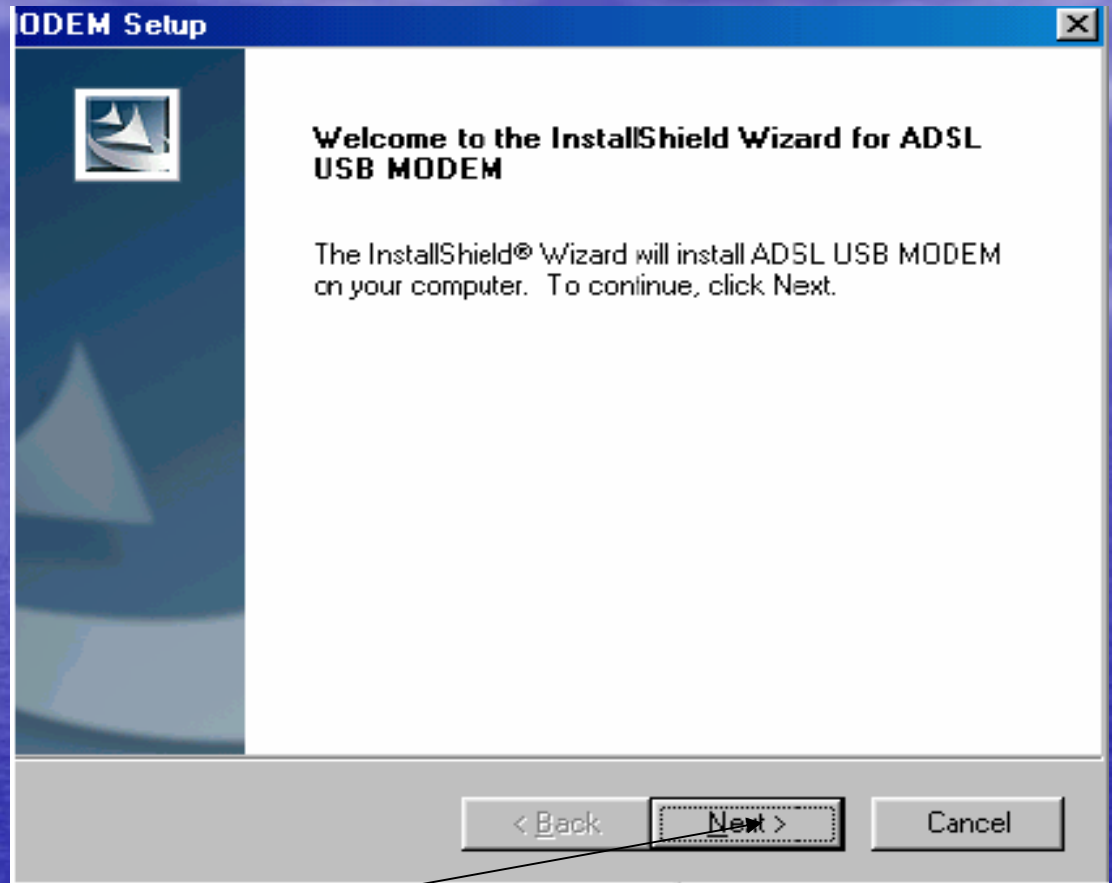 ODEM Setup
Welcome to the InstallShield Wizard for ADSL
USB MODEM
The InstallShield® Wizard will install ADSL USB MODEM
on your computer. To continue, click Next.
< Back
Next >
Cancel